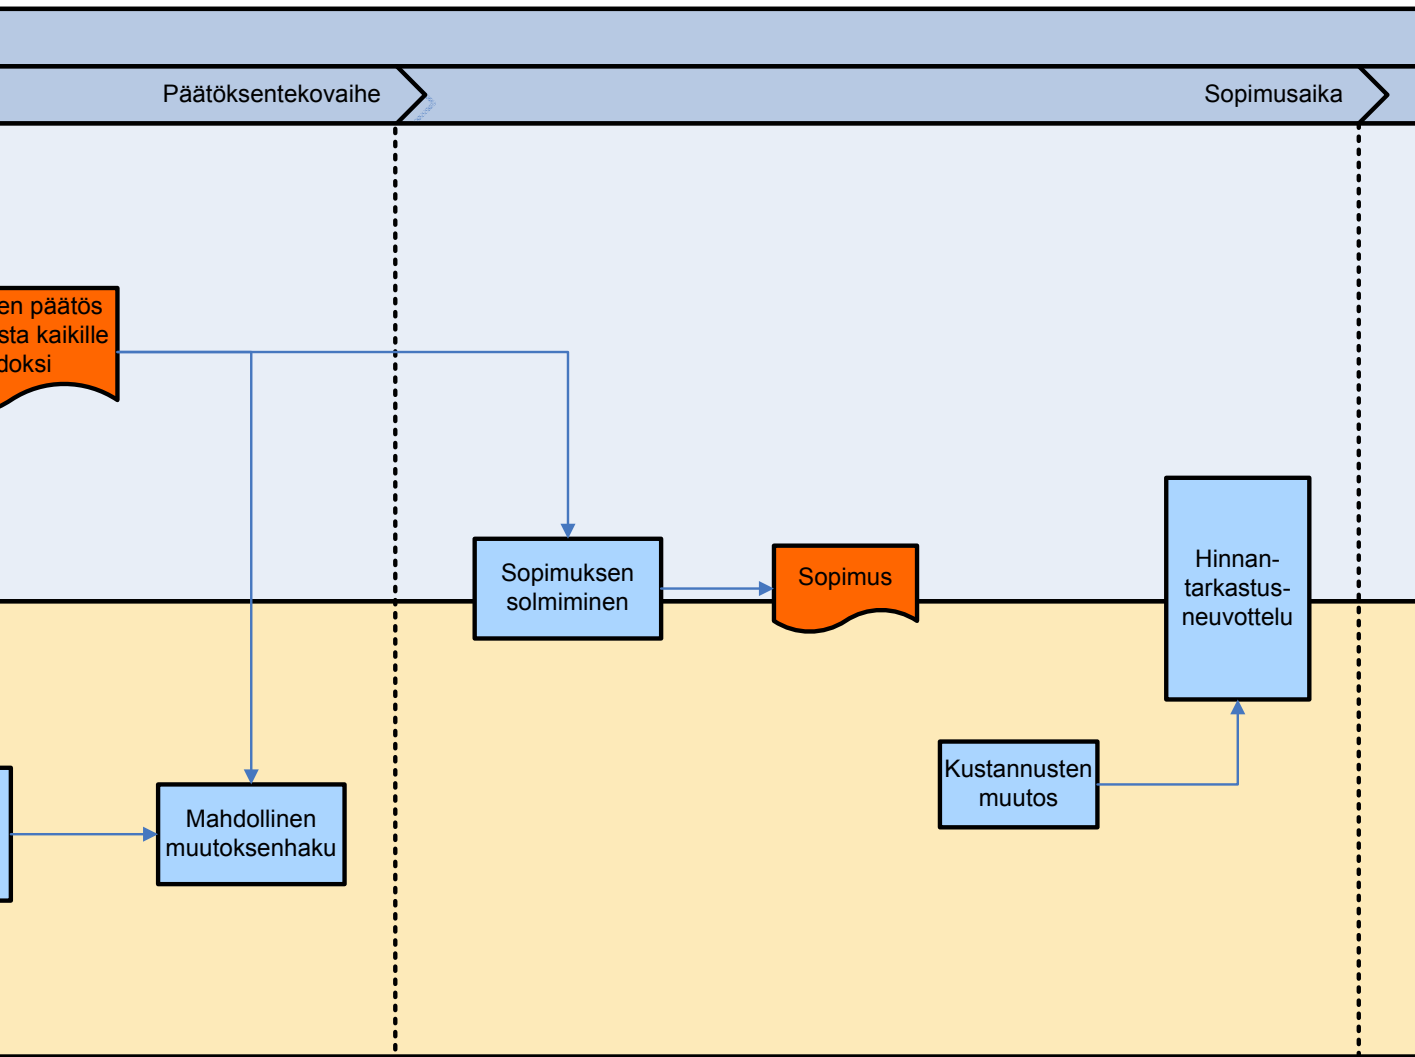 Päätöksentekovaihe
Sopimusaika
en päätös
sta kaikille
doksi
Sopimuksen
solmiminen
Sopimus
Hinnan-
tarkastus-
neuvottelu
Kustannusten
muutos
Mahdollinen
muutoksenhaku